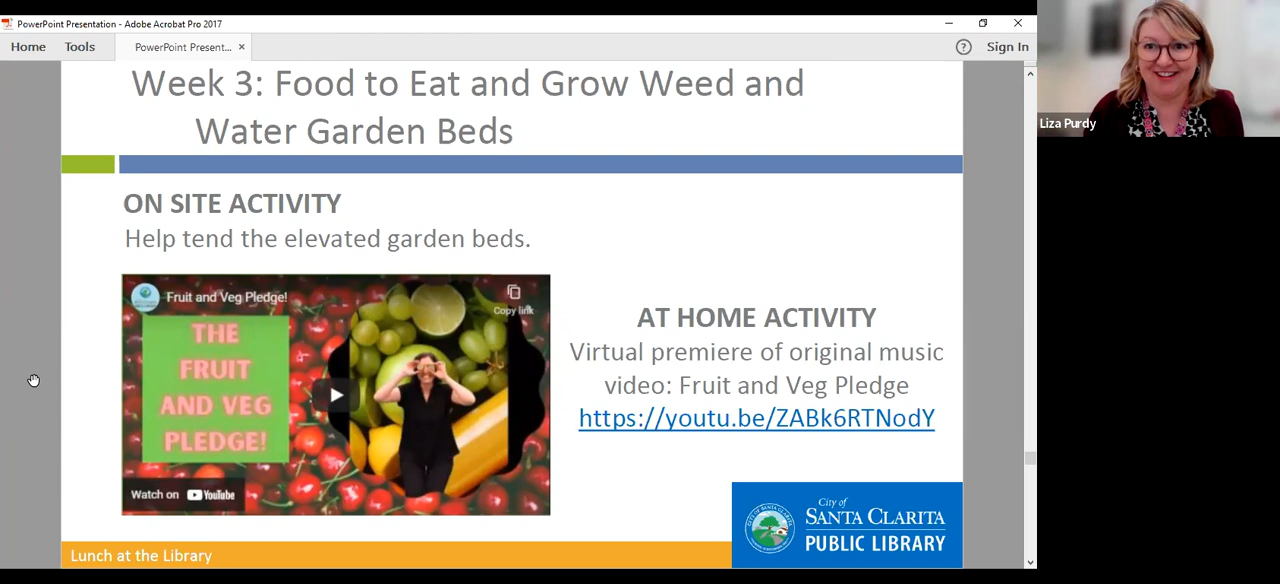 PowerPoint Presentation - Adobe Acrobat Pro 2017
Home Tools PowerPoint Present... × ? Sign In
Liza Purdy
Week 3: Food to Eat and Grow Weed and
Water Garden Beds
ON SITE ACTIVITY
Help tend the elevated garden beds.
Fruit and Veg Pledge!
Copy link
THE
FRUIT
AND VEG
PLEDGE!
Watch on YouTube
AT HOME ACTIVITY
Virtual premiere of original music
video: Fruit and Veg Pledge
https://youtu.be/ZABk6RTNodY
Lunch at the Library
City of
SANTA CLARITA
PUBLIC LIBRARY